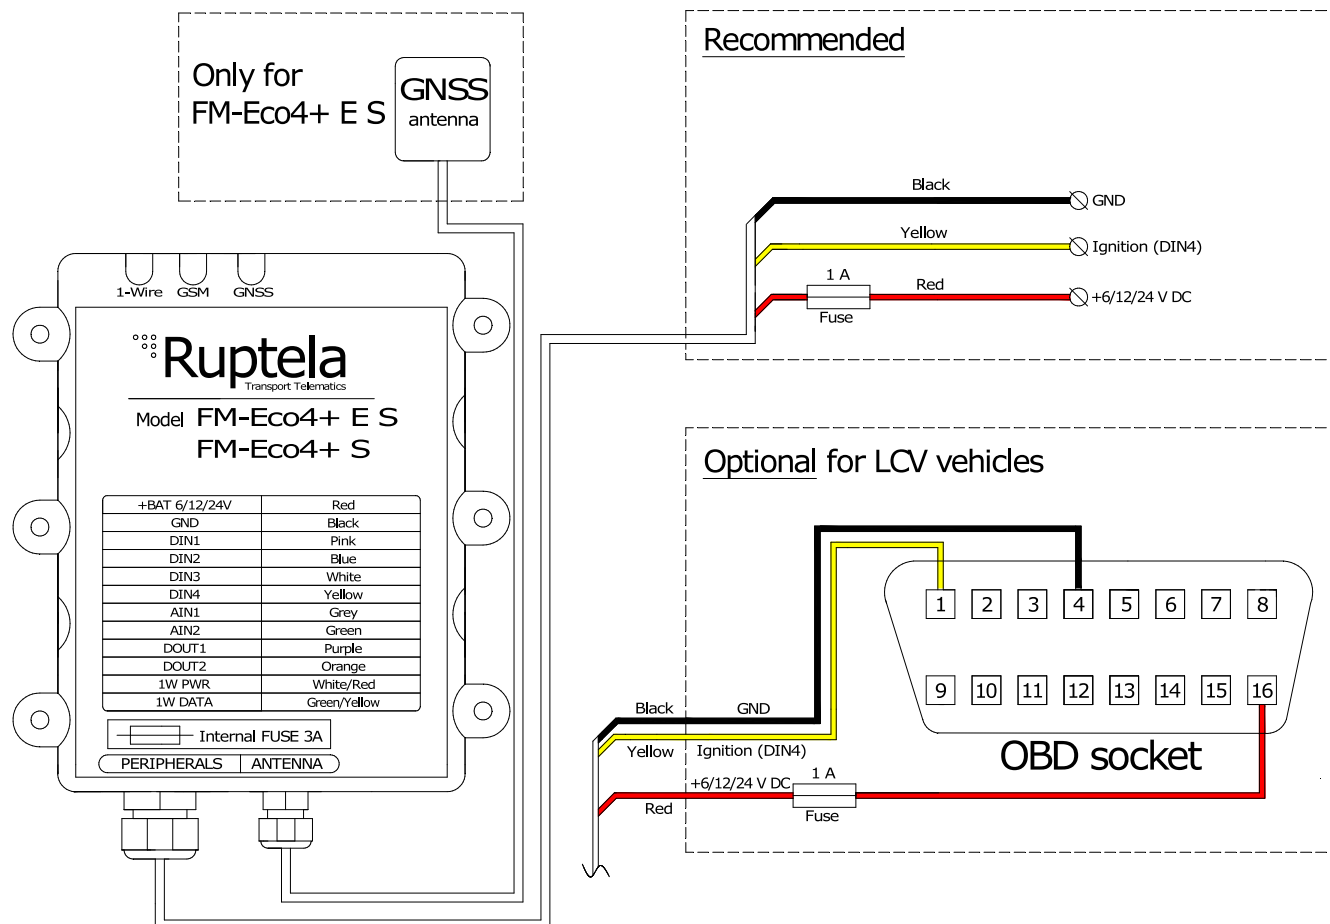 Only for
FM-Eco4+ E S
GNSS
antenna
Recommended
Black
GND
Yellow
Ignition (DIN4)
1 A
Red
+6/12/24 V DC
Fuse
1-Wire GSM GNSS
Ruptela
Transport Telematics
Model FM-Eco4+ E S
FM-Eco4+ S
+BAT 6/12/24V Red
GND Black
DIN1 Pink
DIN2 Blue
DIN3 White
DIN4 Yellow
AIN1 Grey
AIN2 Green
DOUT1 Purple
DOUT2 Orange
1W PWR White/Red
1W DATA Green/Yellow
Internal FUSE 3A
PERIPHERALS ANTENNA
Optional for LCV vehicles
1 2 3 4 5 6 7 8
9 10 11 12 13 14 15 16
OBD socket
Black GND
Yellow Ignition (DIN4)
+6/12/24 V DC 1 A
Red Fuse